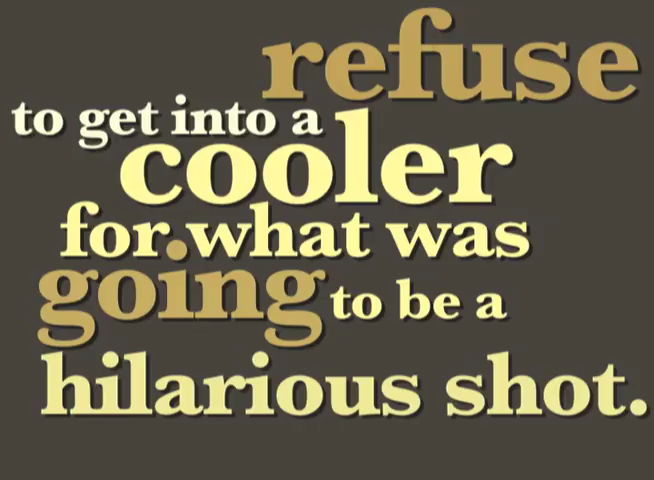 refuse
to get into a
cooler
for what was
going to be a
hilarious shot.